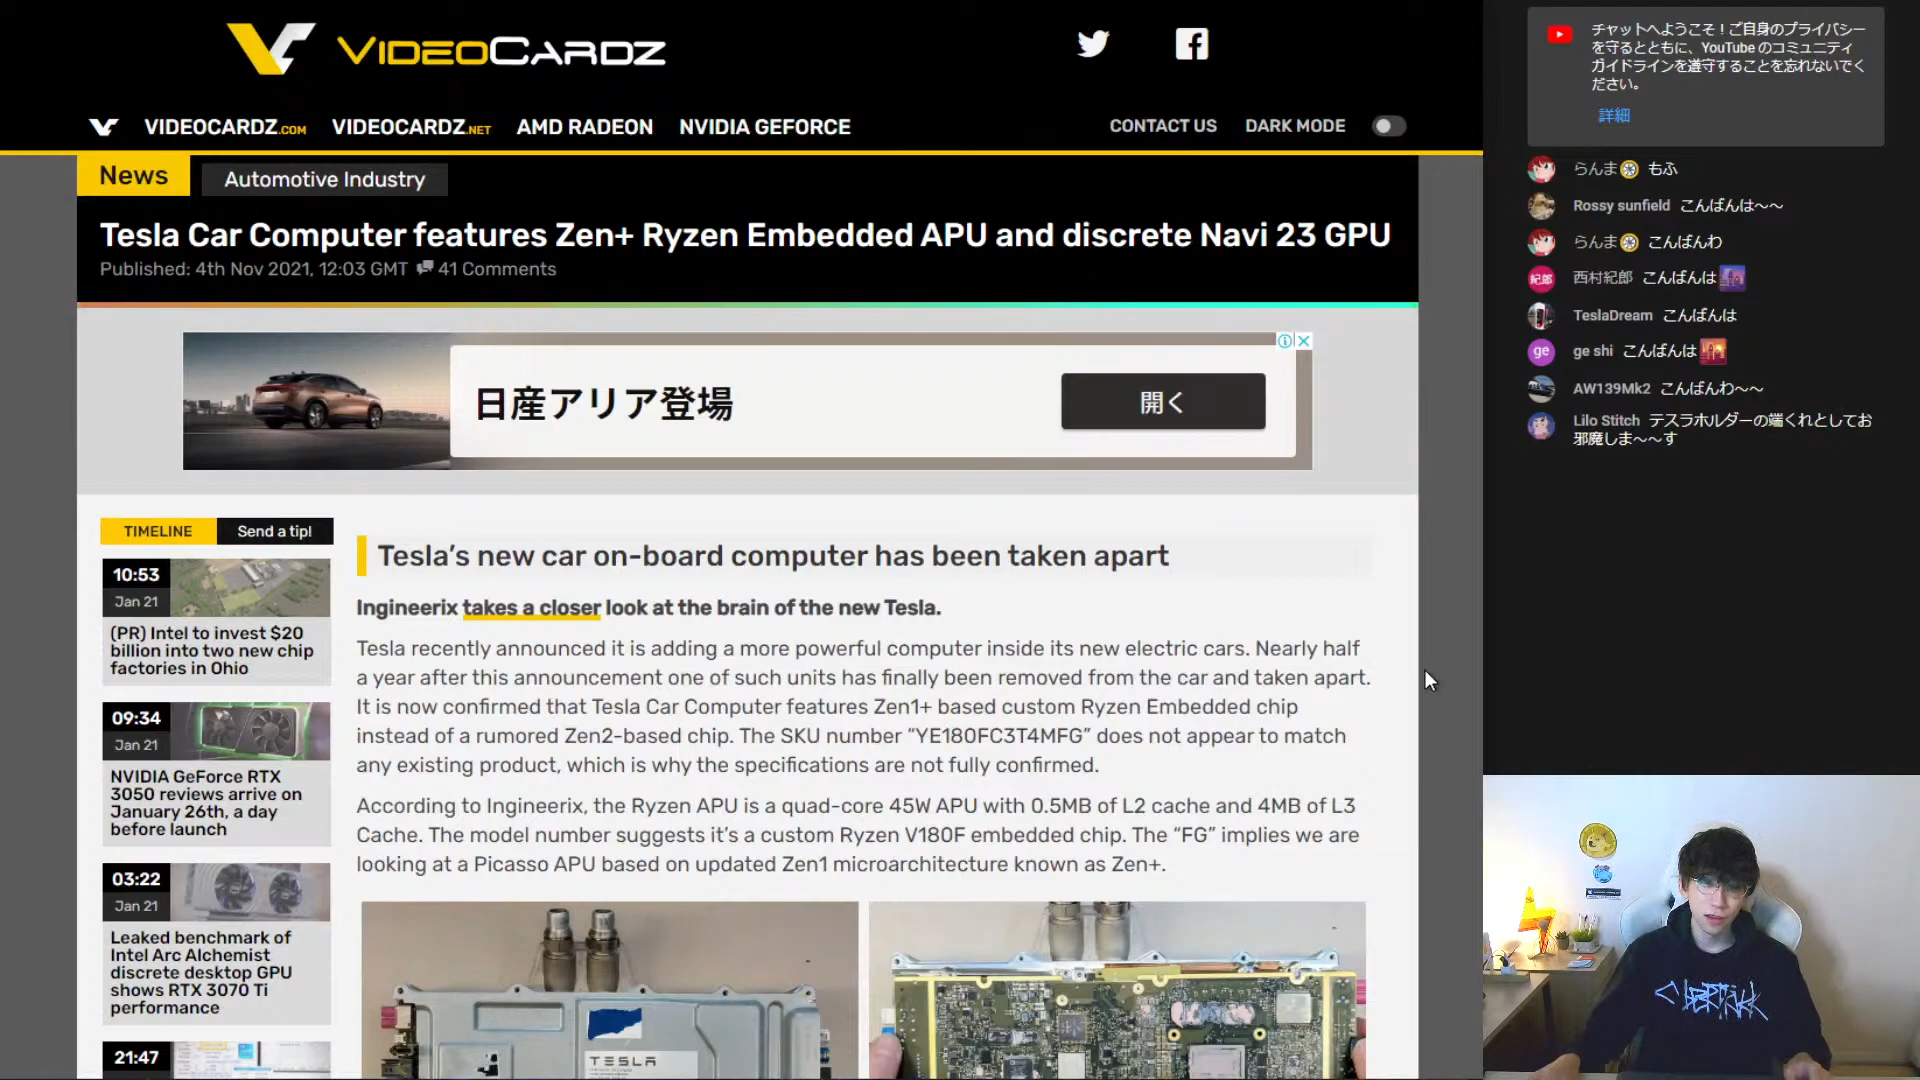 VIDEOCARDZ
VIDEOCARDZ.COM VIDEOCARDZ.NET AMD RADEON NVIDIA GEFORCE CONTACT US DARK MODE
News Automotive Industry
Tesla Car Computer features Zen+ Ryzen Embedded APU and discrete Navi 23 GPU
Published: 4th Nov 2021, 12:03 GMT 41 Comments
日産アリア登場
開く
TIMELINE Send a tip!
10:53
Jan 21
(PR) Intel to invest $20
billion into two new chip
factories in Ohio
09:34
Jan 21
NVIDIA GeForce RTX
3050 reviews arrive on
January 26th, a day
before launch
03:22
Jan 21
Leaked benchmark of
Intel Arc Alchemist
discrete desktop GPU
shows RTX 3070 Ti
performance
21:47
Tesla's new car on-board computer has been taken apart
Ingineerix takes a closer look at the brain of the new Tesla.
Tesla recently announced it is adding a more powerful computer inside its new electric cars. Nearly half
a year after this announcement one of such units has finally been removed from the car and taken apart.
It is now confirmed that Tesla Car Computer features Zen1+ based custom Ryzen Embedded chip
instead of a rumored Zen2-based chip. The SKU number “YE180FC3T4MFG” does not appear to match
any existing product, which is why the specifications are not fully confirmed.
According to Ingineerix, the Ryzen APU is a quad-core 45W APU with 0.5MB of L2 cache and 4MB of L3
Cache. The model number suggests it's a custom Ryzen V180F embedded chip. The “FG” implies we are
looking at a Picasso APU based on updated Zen1 microarchitecture known as Zen+.
TESLA
チャットへようこそ！ご自身のプライバシー
を守るとともに、YouTube のコミュニティ
ガイドラインを遵守することを忘れないでく
ださい。
詳細
らんま もふ
Rossy sunfield こんばんは〜〜
らんま こんばんわ
紀郎 西村紀郎 こんばんは
TeslaDream こんばんは
ge ge shi こんばんは
AW139Mk2 こんばんわ〜〜
Lilo Stitch テスラホルダーの端くれとしてお
邪魔しま〜〜す